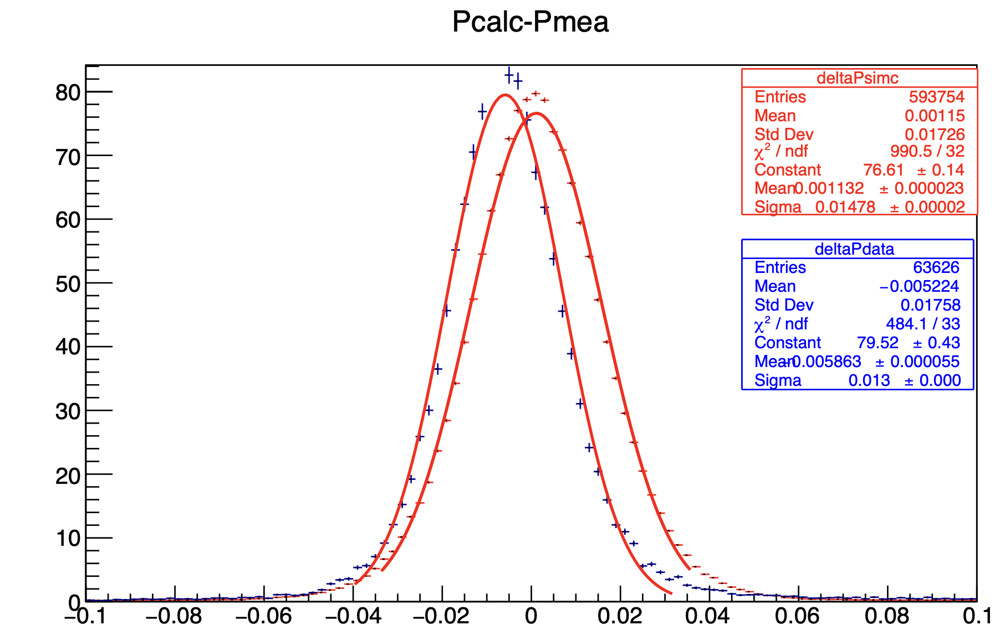 Pcalc-Pmea
deltaPsimc
Entries 593754
Mean 0.00115
Std Dev 0.01726
χ² / ndf 990.5 / 32
Constant 76.61 ± 0.14
Mean 0.001132 ± 0.000023
Sigma 0.01478 ± 0.00002
deltaPdata
Entries 63626
Mean −0.005224
Std Dev 0.01758
χ² / ndf 484.1 / 33
Constant 79.52 ± 0.43
Mean −0.005863 ± 0.000055
Sigma 0.013 ± 0.000
80
70
60
50
40
30
20
10
0
−0.1 −0.08 −0.06 −0.04 −0.02 0 0.02 0.04 0.06 0.08 0.1